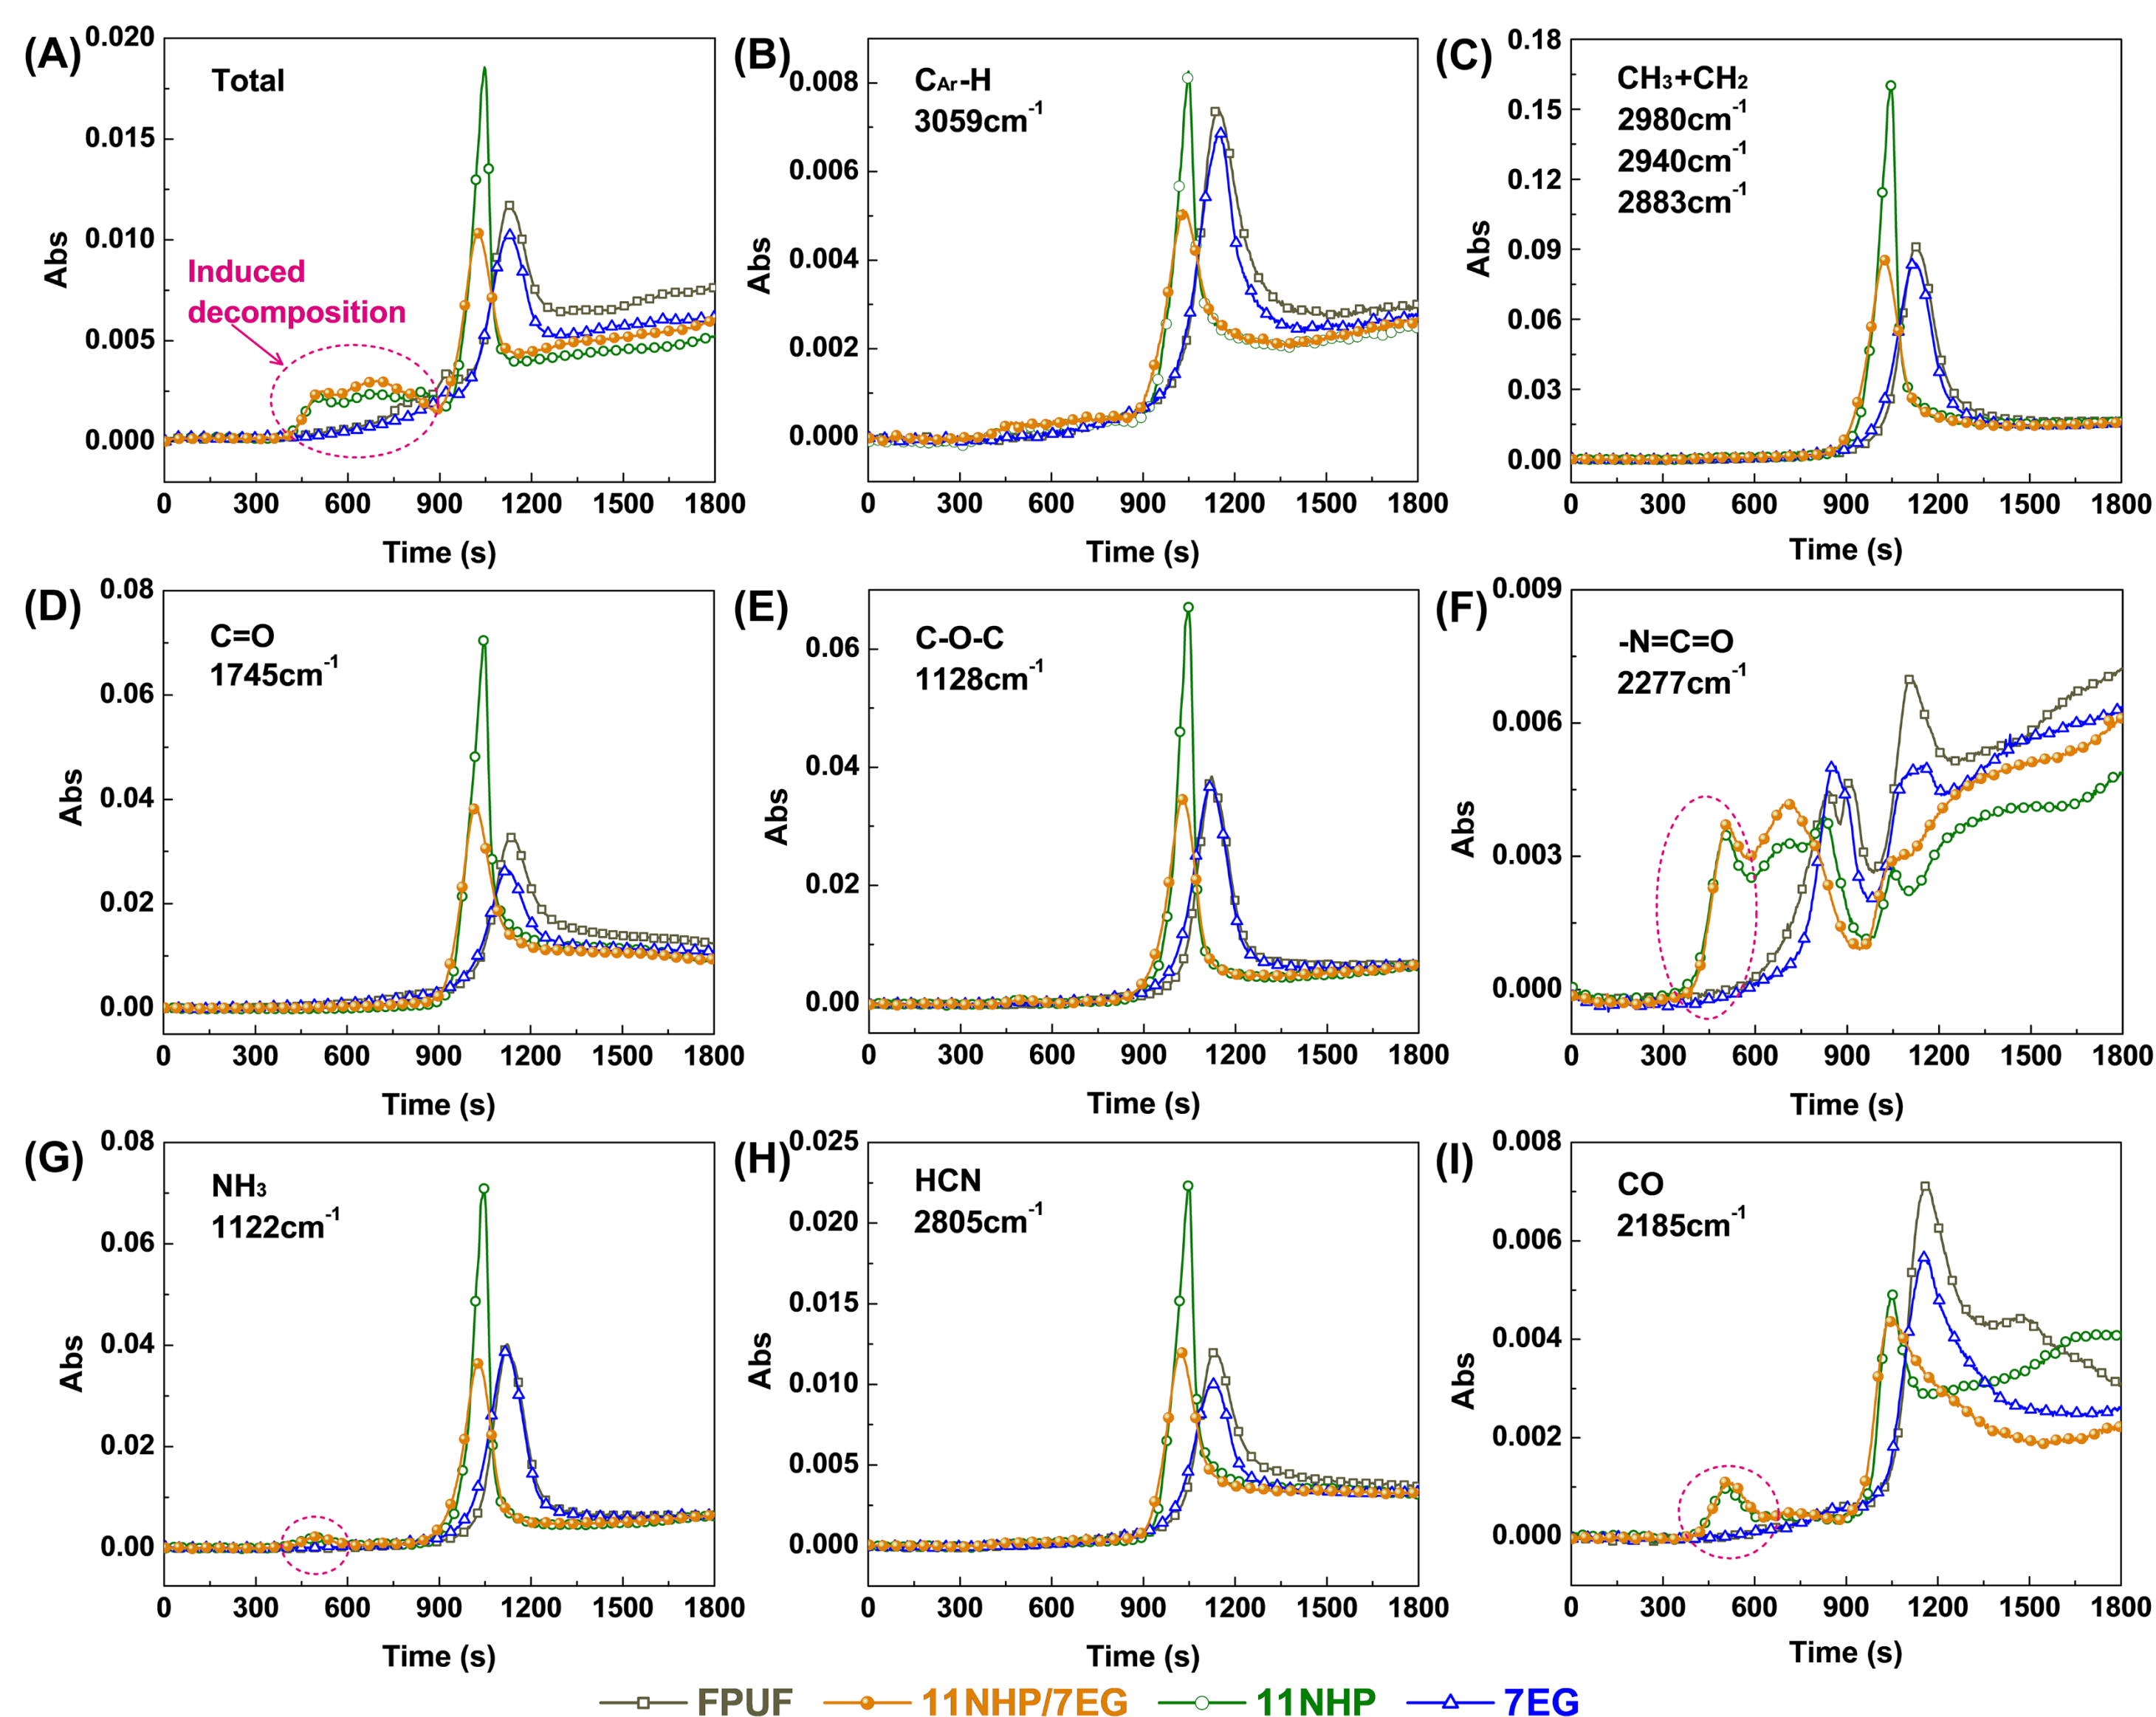 (A)
0.020
0.015
0.010
0.005
0.000
Abs
Total
Induced
decomposition
0 300 600 900 1200 1500 1800
Time (s)
(B)
0.008
0.006
0.004
0.002
0.000
Abs
CAr-H
3059cm-1
0 300 600 900 1200 1500 1800
Time (s)
(C)
0.18
0.15
0.12
0.09
0.06
0.03
0.00
Abs
CH3+CH2
2980cm-1
2940cm-1
2883cm-1
0 300 600 900 1200 1500 1800
Time (s)
(D)
0.08
0.06
0.04
0.02
0.00
Abs
C=O
1745cm-1
0 300 600 900 1200 1500 1800
Time (s)
(E)
0.06
0.04
0.02
0.00
Abs
C-O-C
1128cm-1
0 300 600 900 1200 1500 1800
Time (s)
(F)
0.009
0.006
0.003
0.000
Abs
-N=C=O
2277cm-1
0 300 600 900 1200 1500 1800
Time (s)
(G)
0.08
0.06
0.04
0.02
0.00
Abs
NH3
1122cm-1
0 300 600 900 1200 1500 1800
Time (s)
(H)
0.025
0.020
0.015
0.010
0.005
0.000
Abs
HCN
2805cm-1
0 300 600 900 1200 1500 1800
Time (s)
(I)
0.008
0.006
0.004
0.002
0.000
Abs
CO
2185cm-1
0 300 600 900 1200 1500 1800
Time (s)
FPUF 11NHP/7EG 11NHP 7EG